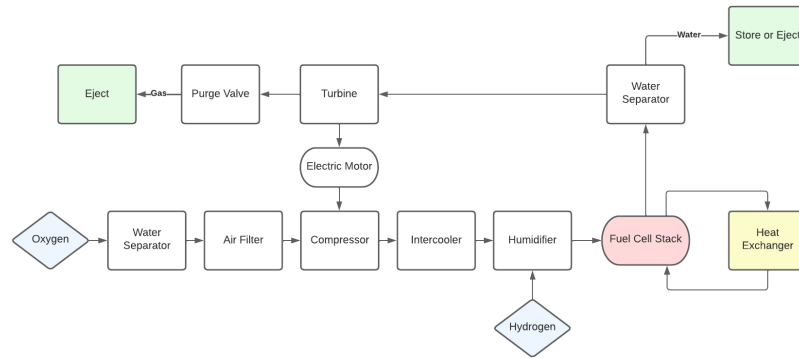 Water
Store or Eject
Eject
Gas
Purge Valve
Turbine
Water
Separator
Electric Motor
Oxygen
Water
Separator
Air Filter
Compressor
Intercooler
Humidifier
Fuel Cell Stack
Heat
Exchanger
Hydrogen